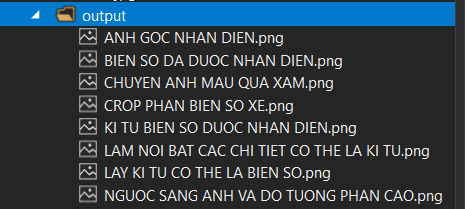 output
ANH GOC NHAN DIEN.png
BIEN SO DA DUOC NHAN DIEN.png
CHUYEN ANH MAU QUA XAM.png
CROP PHAN BIEN SO XE.png
KI TU BIEN SO DUOC NHAN DIEN.png
LAM NOI BAT CAC CHI TIET CO THE LA KI TU.png
LAY KI TU CO THE LA BIEN SO.png
NGUOC SANG ANH VA DO TUONG PHAN CAO.png